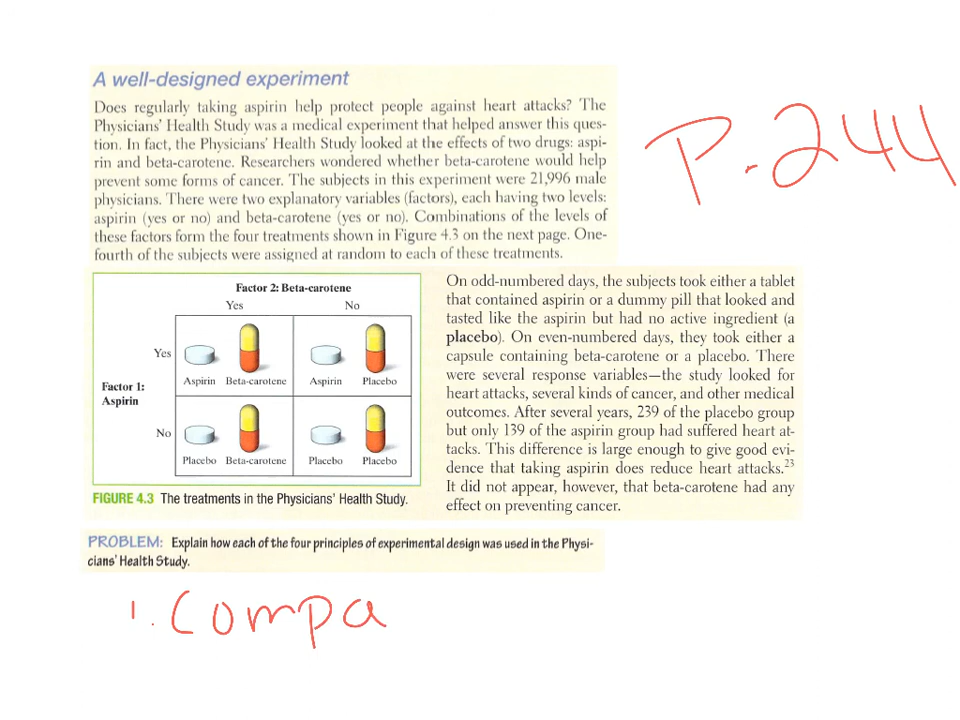 A well-designed experiment
Does regularly taking aspirin help protect people against heart attacks? The
Physicians' Health Study was a medical experiment that helped answer this ques-
tion. In fact, the Physicians' Health Study looked at the effects of two drugs: aspi-
rin and beta-carotene. Researchers wondered whether beta-carotene would help
prevent some forms of cancer. The subjects in this experiment were 21,996 male
physicians. There were two explanatory variables (factors), each having two levels:
aspirin (yes or no) and beta-carotene (yes or no). Combinations of the levels of
these factors form the four treatments shown in Figure 4.3 on the next page. One-
fourth of the subjects were assigned at random to each of these treatments.
P. 244
Factor 2: Beta-carotene
Yes No
Yes
Aspirin Beta-carotene Aspirin Placebo
Factor 1:
Aspirin
No
Placebo Beta-carotene Placebo Placebo
FIGURE 4.3 The treatments in the Physicians' Health Study.
On odd-numbered days, the subjects took either a tablet
that contained aspirin or a dummy pill that looked and
tasted like the aspirin but had no active ingredient (a
placebo). On even-numbered days, they took either a
capsule containing beta-carotene or a placebo. There
were several response variables—the study looked for
heart attacks, several kinds of cancer, and other medical
outcomes. After several years, 239 of the placebo group
but only 139 of the aspirin group had suffered heart at-
tacks. This difference is large enough to give good evi-
dence that taking aspirin does reduce heart attacks.23
It did not appear, however, that beta-carotene had any
effect on preventing cancer.
PROBLEM: Explain how each of the four principles of experimental design was used in the Physi-
cians' Health Study.
1. Compa